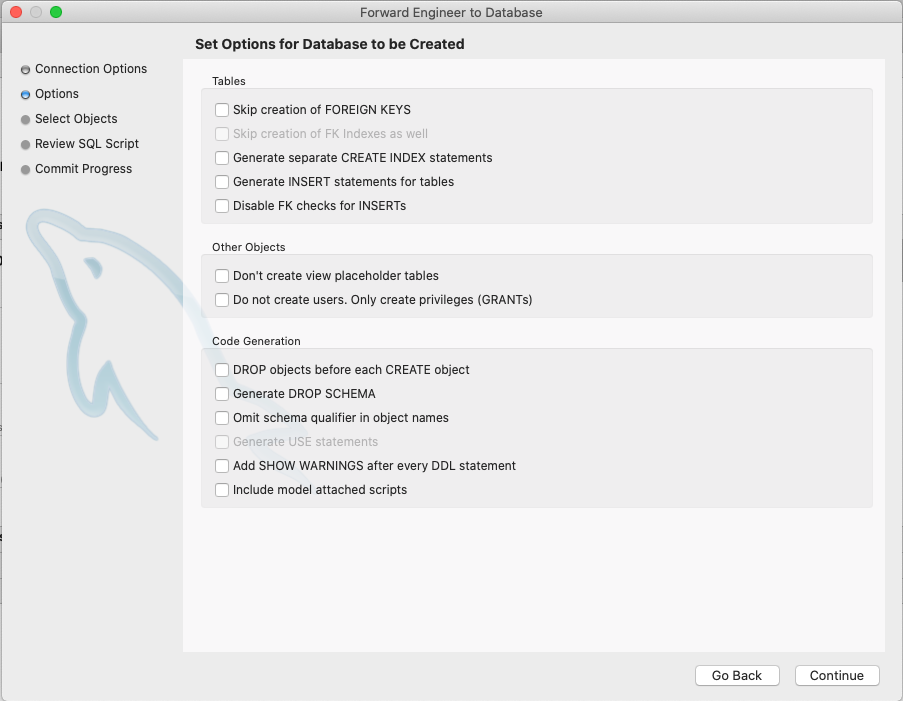 Forward Engineer to Database
Set Options for Database to be Created
Connection Options
Options
Select Objects
Review SQL Script
Commit Progress
Tables
Skip creation of FOREIGN KEYS
Skip creation of FK Indexes as well
Generate separate CREATE INDEX statements
Generate INSERT statements for tables
Disable FK checks for INSERTs
Other Objects
Don't create view placeholder tables
Do not create users. Only create privileges (GRANTs)
Code Generation
DROP objects before each CREATE object
Generate DROP SCHEMA
Omit schema qualifier in object names
Generate USE statements
Add SHOW WARNINGS after every DDL statement
Include model attached scripts
Go Back
Continue